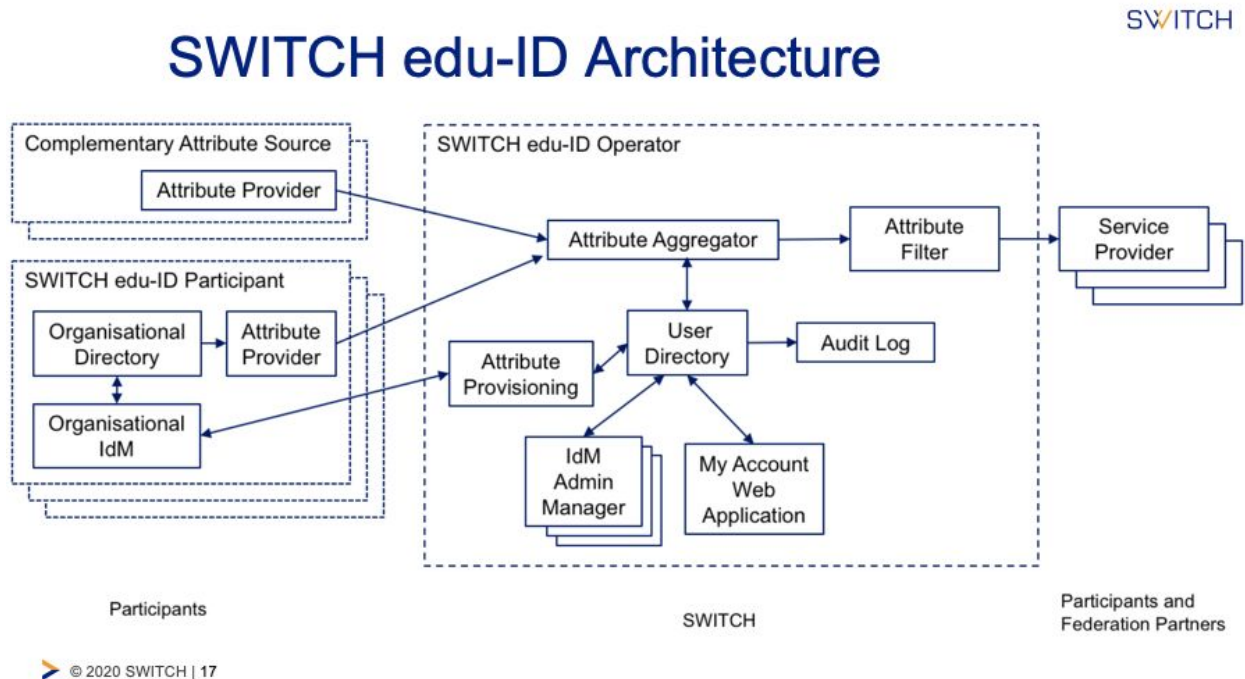 SWITCH
SWITCH edu-ID Architecture
Complementary Attribute Source
Attribute Provider
SWITCH edu-ID Participant
Organisational
Directory
Attribute
Provider
Organisational
IdM
SWITCH edu-ID Operator
Attribute Aggregator
Attribute
Filter
User
Directory
Audit Log
Attribute
Provisioning
IdM
Admin
Manager
My Account
Web
Application
Service
Provider
Participants
SWITCH
Participants and
Federation Partners
© 2020 SWITCH | 17